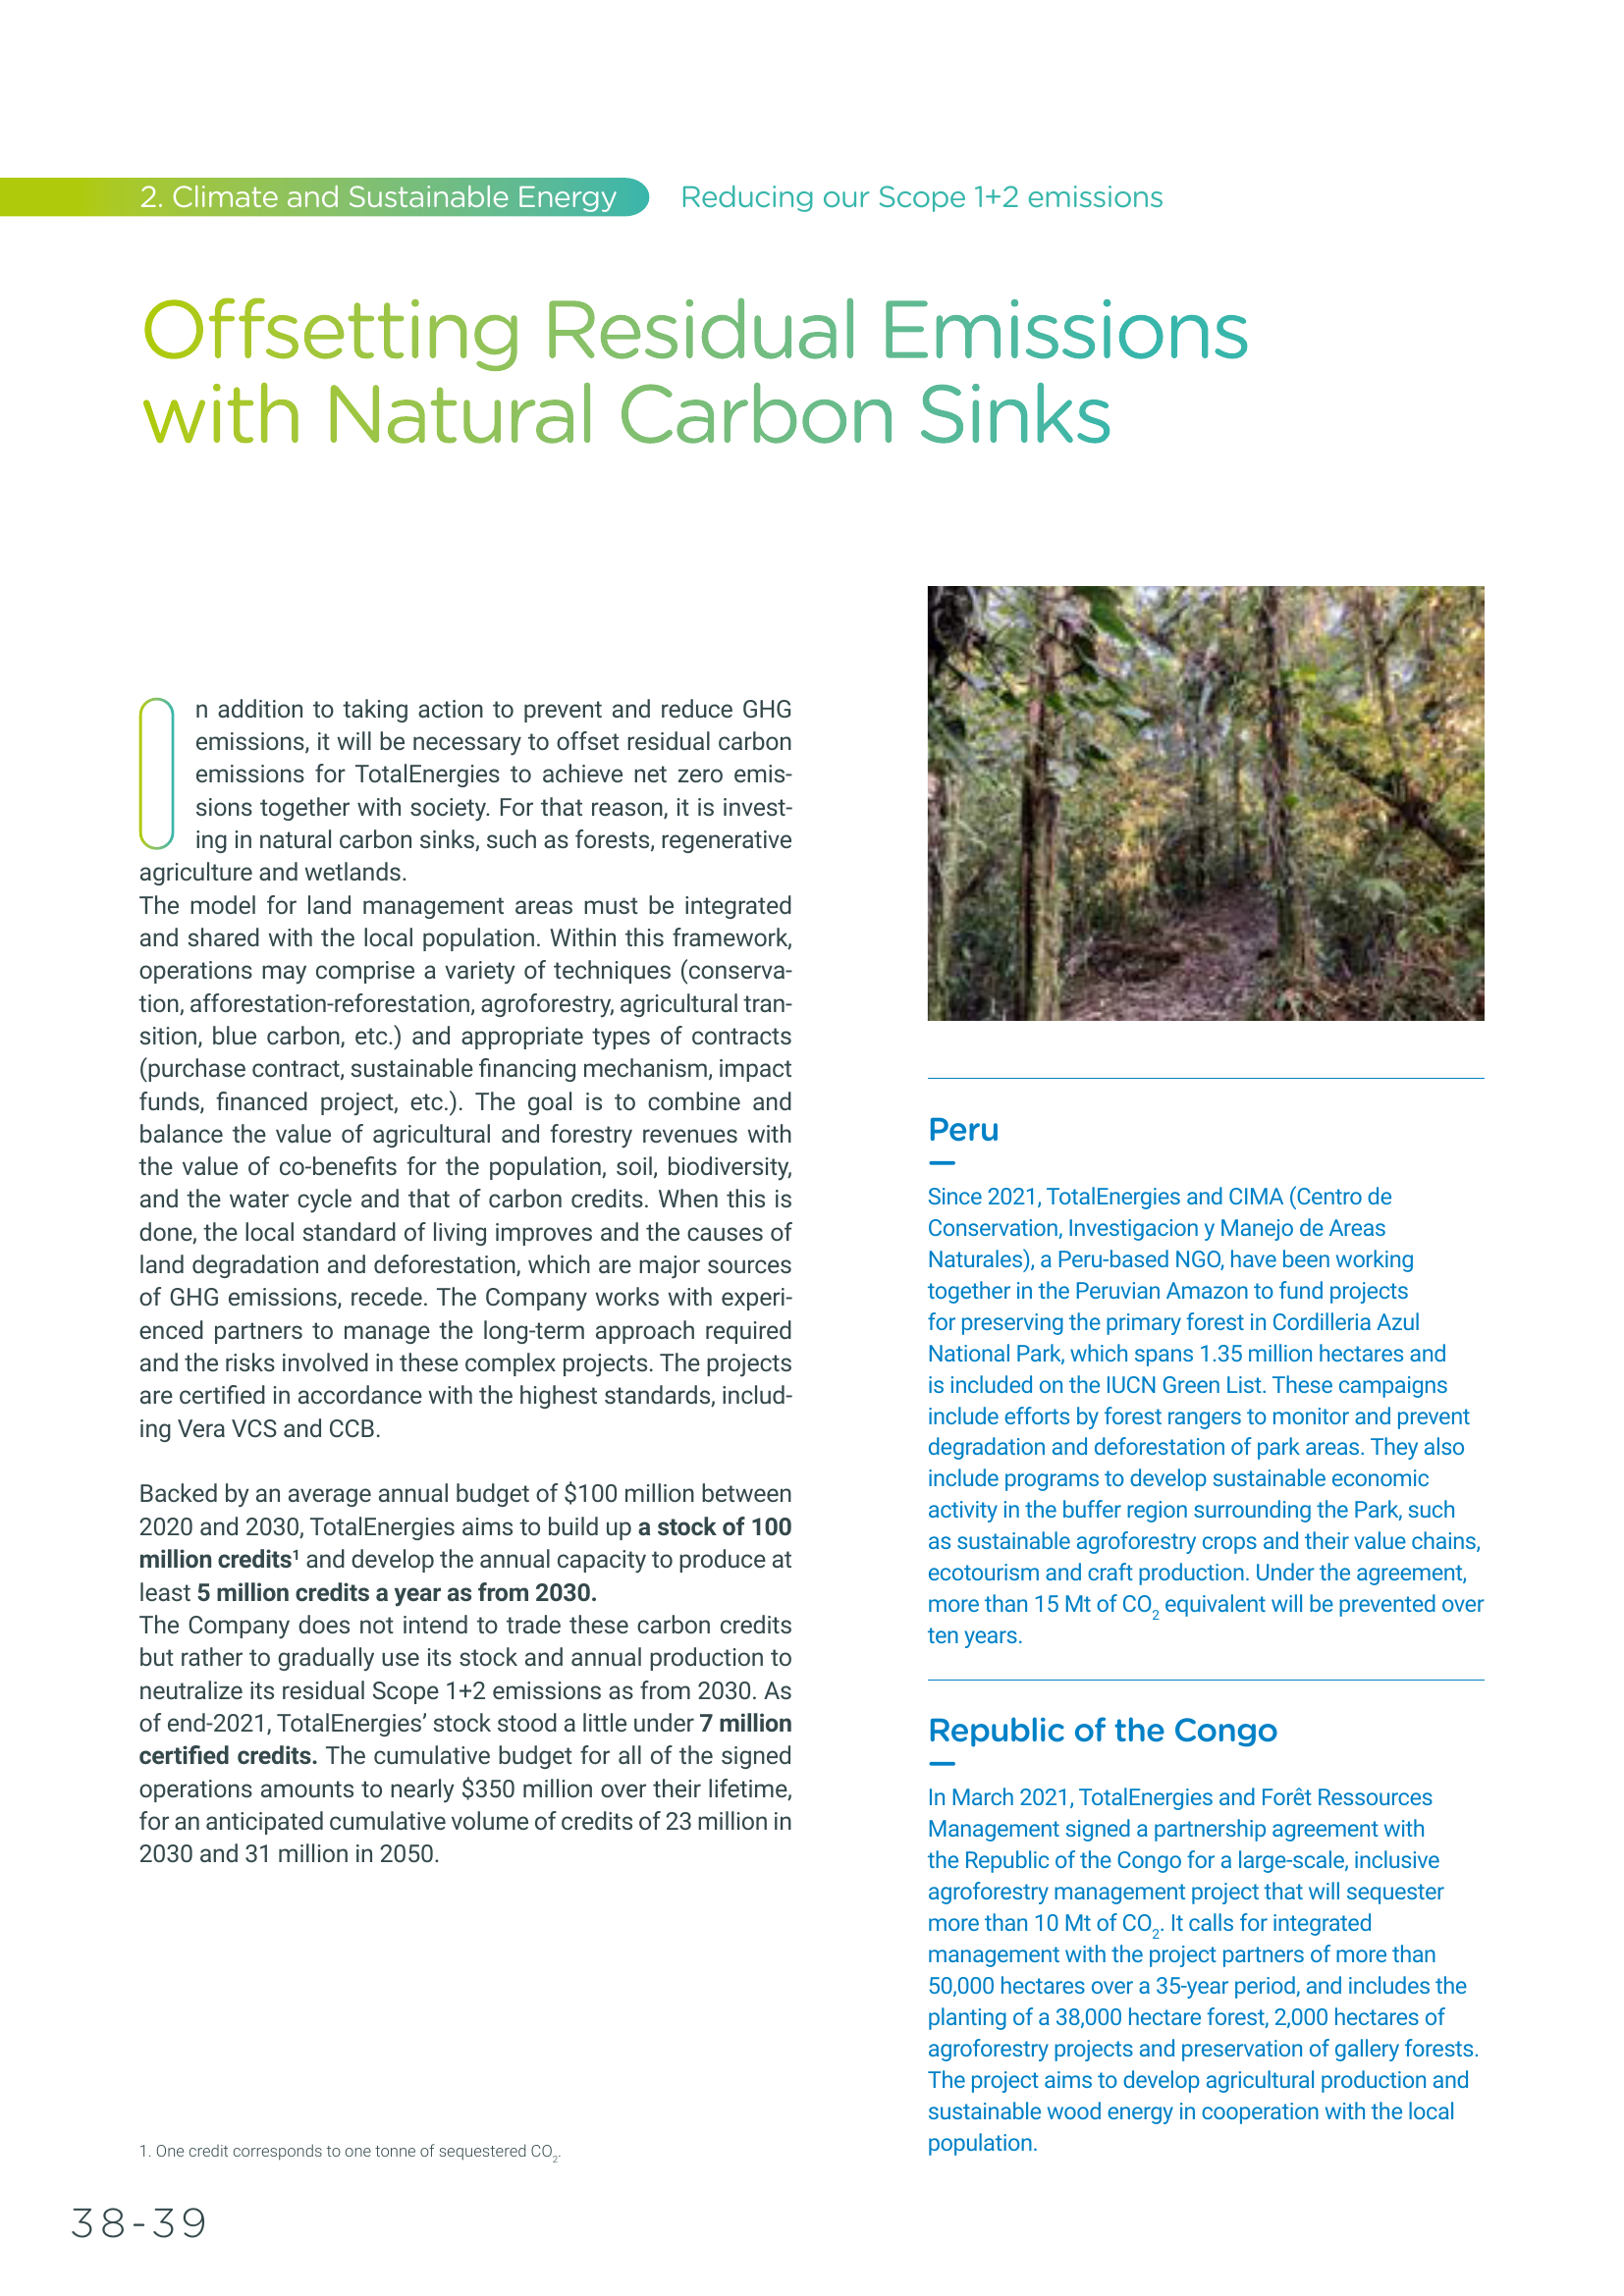 2. Climate and Sustainable Energy Reducing our Scope 1+2 emissions
Offsetting Residual Emissions
with Natural Carbon Sinks
In addition to taking action to prevent and reduce GHG
emissions, it will be necessary to offset residual carbon
emissions for TotalEnergies to achieve net zero emis-
sions together with society. For that reason, it is invest-
ing in natural carbon sinks, such as forests, regenerative
agriculture and wetlands.
The model for land management areas must be integrated
and shared with the local population. Within this framework,
operations may comprise a variety of techniques (conserva-
tion, afforestation-reforestation, agroforestry, agricultural tran-
sition, blue carbon, etc.) and appropriate types of contracts
(purchase contract, sustainable financing mechanism, impact
funds, financed project, etc.). The goal is to combine and
balance the value of agricultural and forestry revenues with
the value of co-benefits for the population, soil, biodiversity,
and the water cycle and that of carbon credits. When this is
done, the local standard of living improves and the causes of
land degradation and deforestation, which are major sources
of GHG emissions, recede. The Company works with experi-
enced partners to manage the long-term approach required
and the risks involved in these complex projects. The projects
are certified in accordance with the highest standards, includ-
ing Vera VCS and CCB.
Backed by an average annual budget of $100 million between
2020 and 2030, TotalEnergies aims to build up a stock of 100
million credits¹ and develop the annual capacity to produce at
least 5 million credits a year as from 2030.
The Company does not intend to trade these carbon credits
but rather to gradually use its stock and annual production to
neutralize its residual Scope 1+2 emissions as from 2030. As
of end-2021, TotalEnergies’ stock stood a little under 7 million
certified credits. The cumulative budget for all of the signed
operations amounts to nearly $350 million over their lifetime,
for an anticipated cumulative volume of credits of 23 million in
2030 and 31 million in 2050.
Peru
Since 2021, TotalEnergies and CIMA (Centro de
Conservation, Investigacion y Manejo de Areas
Naturales), a Peru-based NGO, have been working
together in the Peruvian Amazon to fund projects
for preserving the primary forest in Cordilleria Azul
National Park, which spans 1.35 million hectares and
is included on the IUCN Green List. These campaigns
include efforts by forest rangers to monitor and prevent
degradation and deforestation of park areas. They also
include programs to develop sustainable economic
activity in the buffer region surrounding the Park, such
as sustainable agroforestry crops and their value chains,
ecotourism and craft production. Under the agreement,
more than 15 Mt of CO₂ equivalent will be prevented over
ten years.
Republic of the Congo
In March 2021, TotalEnergies and Forêt Ressources
Management signed a partnership agreement with
the Republic of the Congo for a large-scale, inclusive
agroforestry management project that will sequester
more than 10 Mt of CO₂. It calls for integrated
management with the project partners of more than
50,000 hectares over a 35-year period, and includes the
planting of a 38,000 hectare forest, 2,000 hectares of
agroforestry projects and preservation of gallery forests.
The project aims to develop agricultural production and
sustainable wood energy in cooperation with the local
population.
1. One credit corresponds to one tonne of sequestered CO₂.
38-39